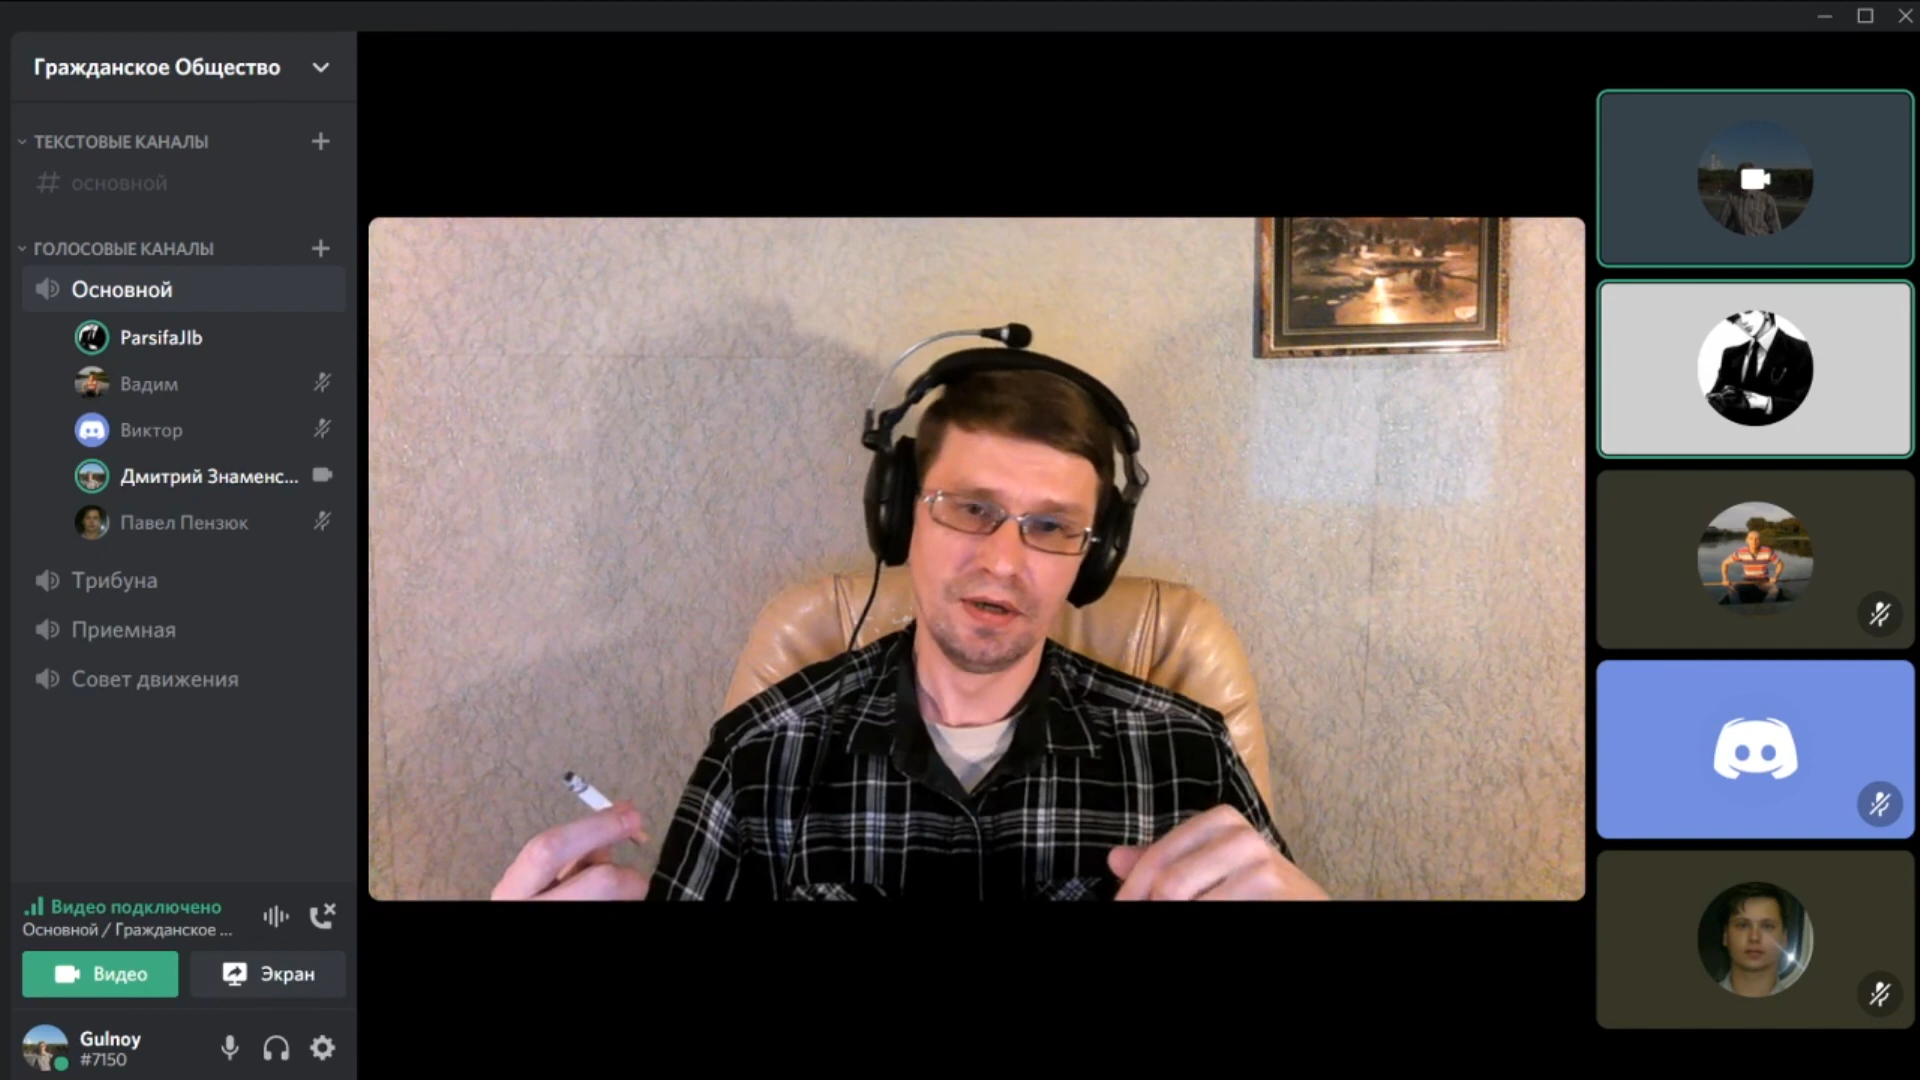 Гражданское Общество
ТЕКСТОВЫЕ КАНАЛЫ
# основной
ГОЛОСОВЫЕ КАНАЛЫ
Основной
ParsifaJIb
Вадим
Виктор
Дмитрий Знаменс...
Павел Пензюк
Трибуна
Приемная
Совет движения
Видео подключено
Основной / Гражданское ...
Видео
Экран
Gulnoy
#7150